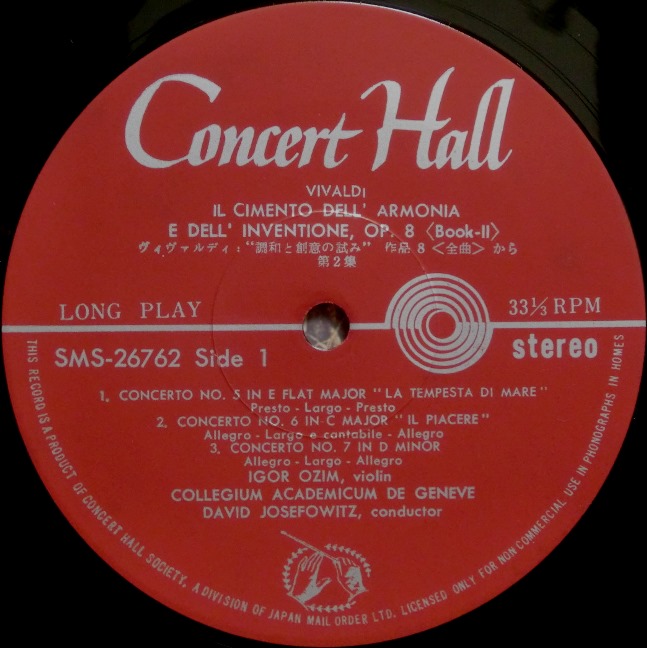 Concert Hall
VIVALDI
IL CIMENTO DELL' ARMONIA
E DELL' INVENTIONE, OP. 8 〈Book-II〉
ヴィヴァルディ："調和と創意の試み" 作品8〈全曲〉から
第2集
LONG PLAY
33⅓ RPM
SMS-26762 Side 1
stereo
1. CONCERTO NO. 5 IN E FLAT MAJOR "LA TEMPESTA DI MARE"
Presto - Largo - Presto
2. CONCERTO NO. 6 IN C MAJOR "IL PIACERE"
Allegro - Largo e cantabile - Allegro
3. CONCERTO NO. 7 IN D MINOR
Allegro - Largo - Allegro
IGOR OZIM, violin
COLLEGIUM ACADEMICUM DE GENEVE
DAVID JOSEFOWITZ, conductor
THIS RECORD IS A PRODUCT OF CONCERT HALL SOCIETY, A DIVISION OF JAPAN MAIL ORDER LTD. LICENSED ONLY FOR NON COMMERCIAL USE IN PHONOGRAPHS IN HOMES